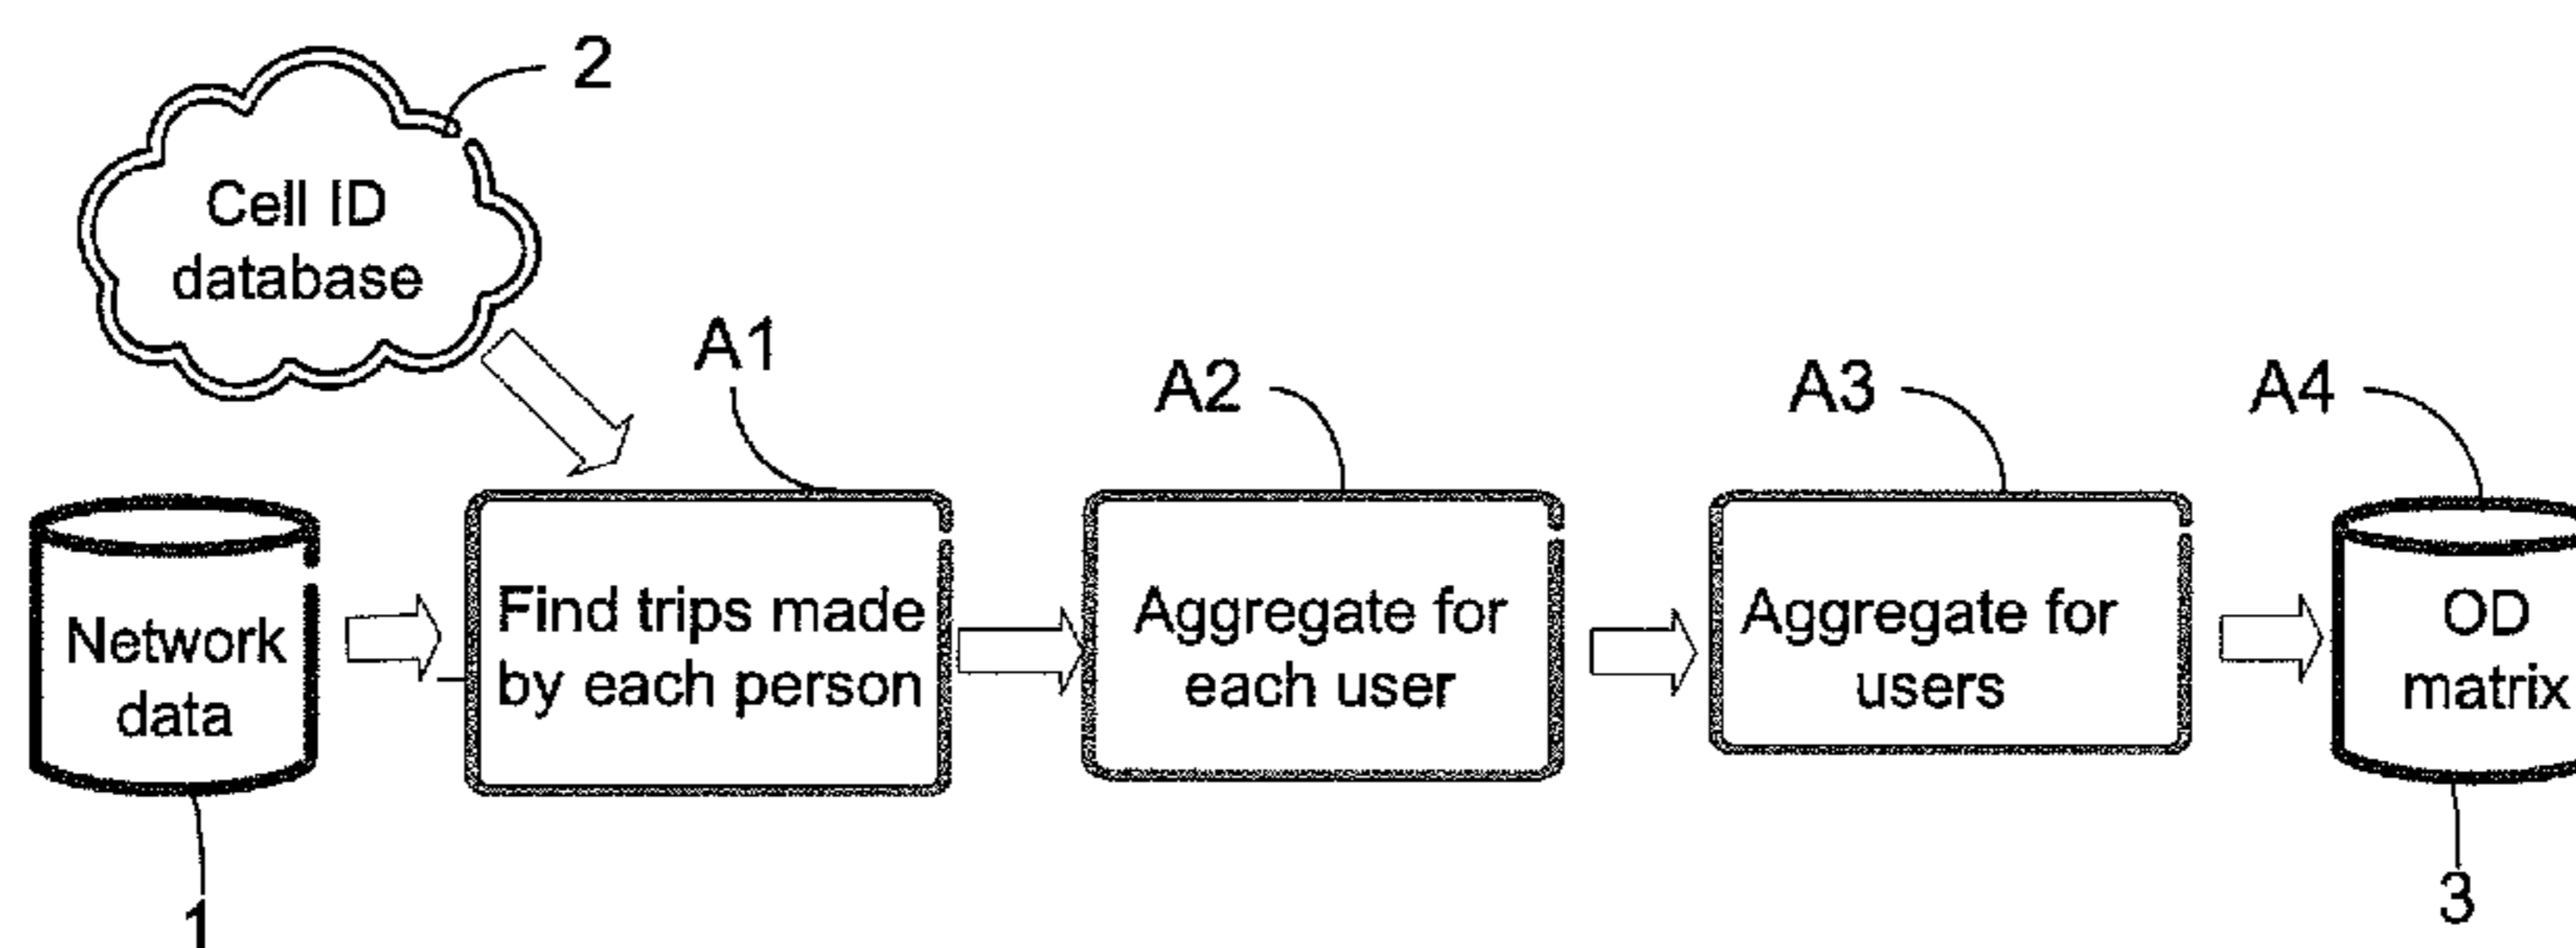 2
Cell ID
database
A1
A2
A3
A4
Network
data
Find trips made
by each person
Aggregate for
each user
Aggregate for
users
OD
matrix
1
3